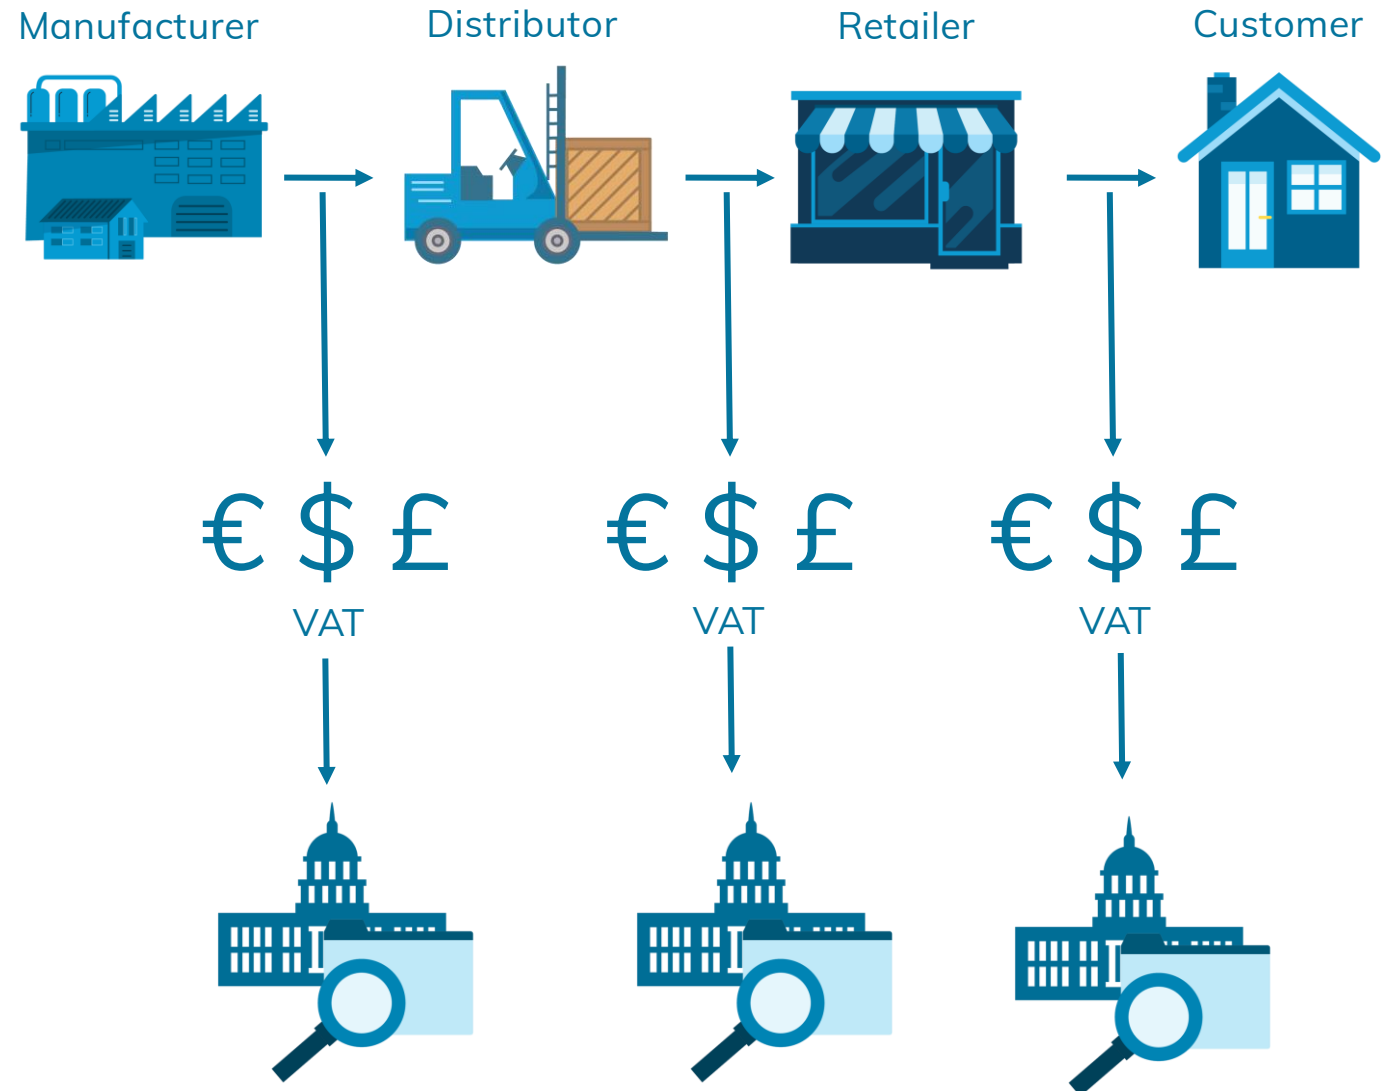 Manufacturer
Distributor
Retailer
Customer
€ $ £
€ $ £
€ $ £
VAT
VAT
VAT